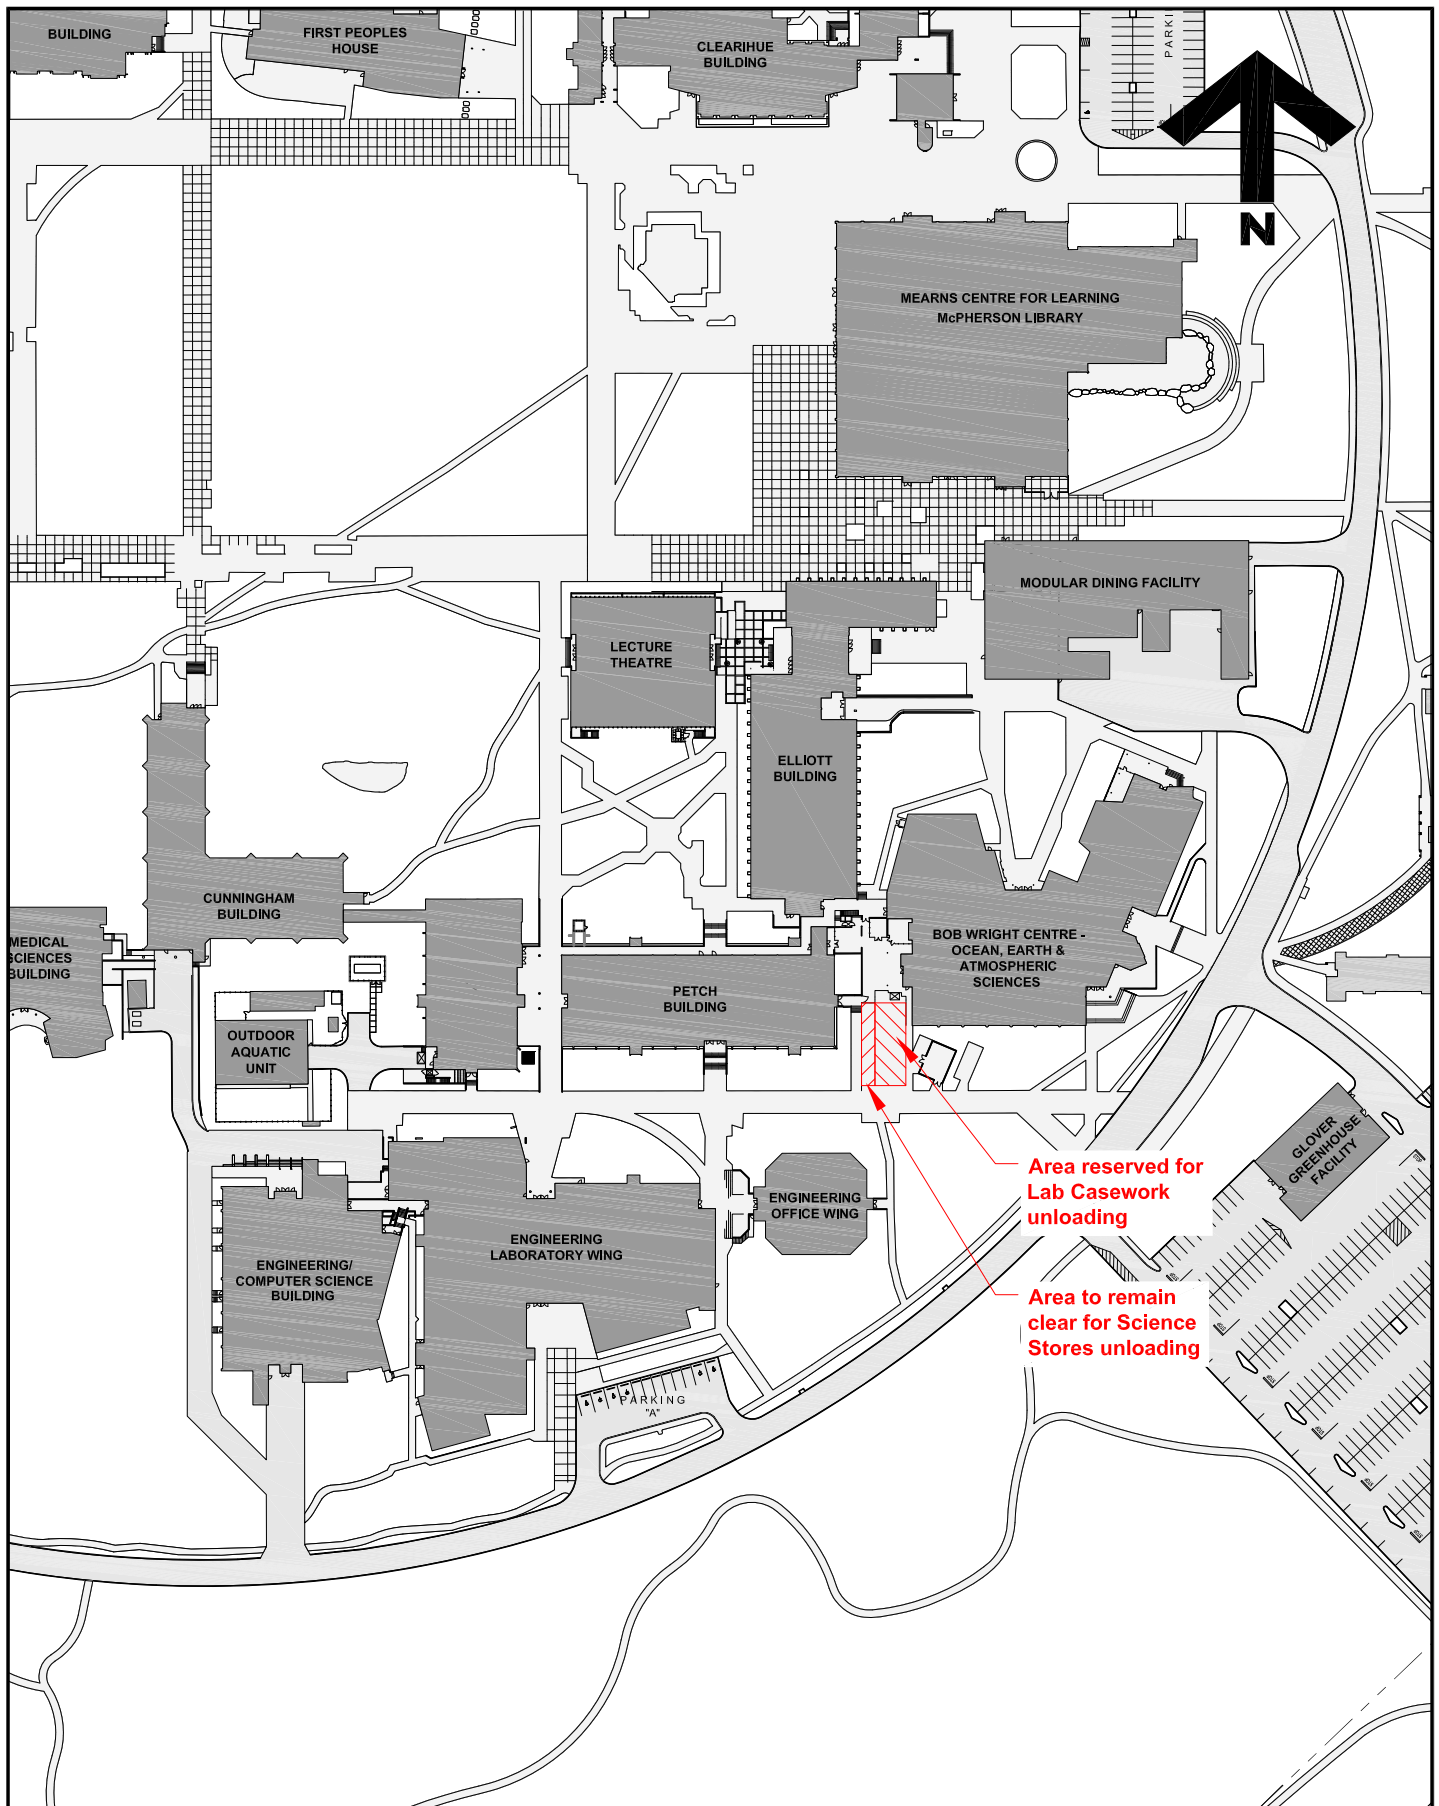 BUILDING
FIRST PEOPLES
HOUSE
CLEARIHUE
BUILDING
PARKI
N
MEARNS CENTRE FOR LEARNING
McPHERSON LIBRARY
MODULAR DINING FACILITY
LECTURE
THEATRE
ELLIOTT
BUILDING
CUNNINGHAM
BUILDING
MEDICAL
SCIENCES
BUILDING
BOB WRIGHT CENTRE -
OCEAN, EARTH &
ATMOSPHERIC
SCIENCES
PETCH
BUILDING
OUTDOOR
AQUATIC
UNIT
GLOVER
GREENHOUSE
FACILITY
Area reserved for
Lab Casework
unloading
ENGINEERING
OFFICE WING
ENGINEERING
LABORATORY WING
ENGINEERING/
COMPUTER SCIENCE
BUILDING
Area to remain
clear for Science
Stores unloading
PARKING
"A"